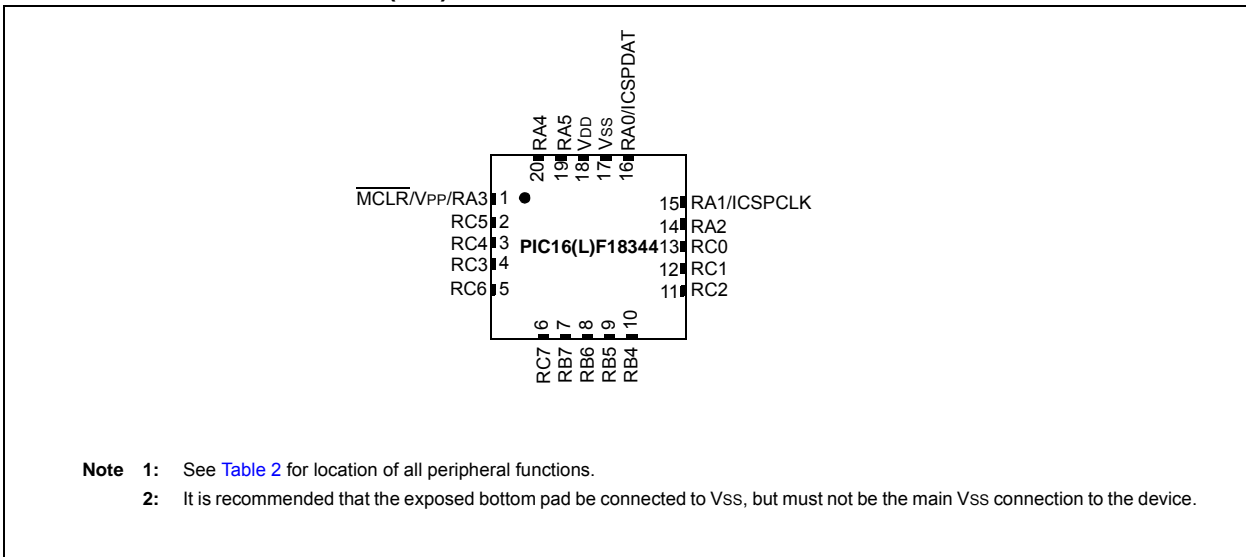 20 RA4
19 RA5
18 VDD
17 VSS
16 RA0/ICSPDAT
MCLR/VPP/RA3 1
RC5 2
RC4 3
RC3 4
RC6 5
PIC16(L)F18344
15 RA1/ICSPCLK
14 RA2
13 RC0
12 RC1
11 RC2
6 RC7
7 RB7
8 RB6
9 RB5
10 RB4
Note 1: See Table 2 for location of all peripheral functions.
2: It is recommended that the exposed bottom pad be connected to VSS, but must not be the main VSS connection to the device.